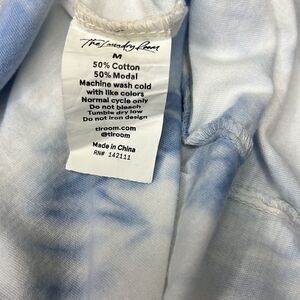 The Laundry Room
M
50% Cotton
50% Modal
Machine wash cold
with like colors
Normal cycle only
Do not bleach
Tumble dry low
Do not iron design
tlroom.com
@tlroom
Made in China
RN# 142111